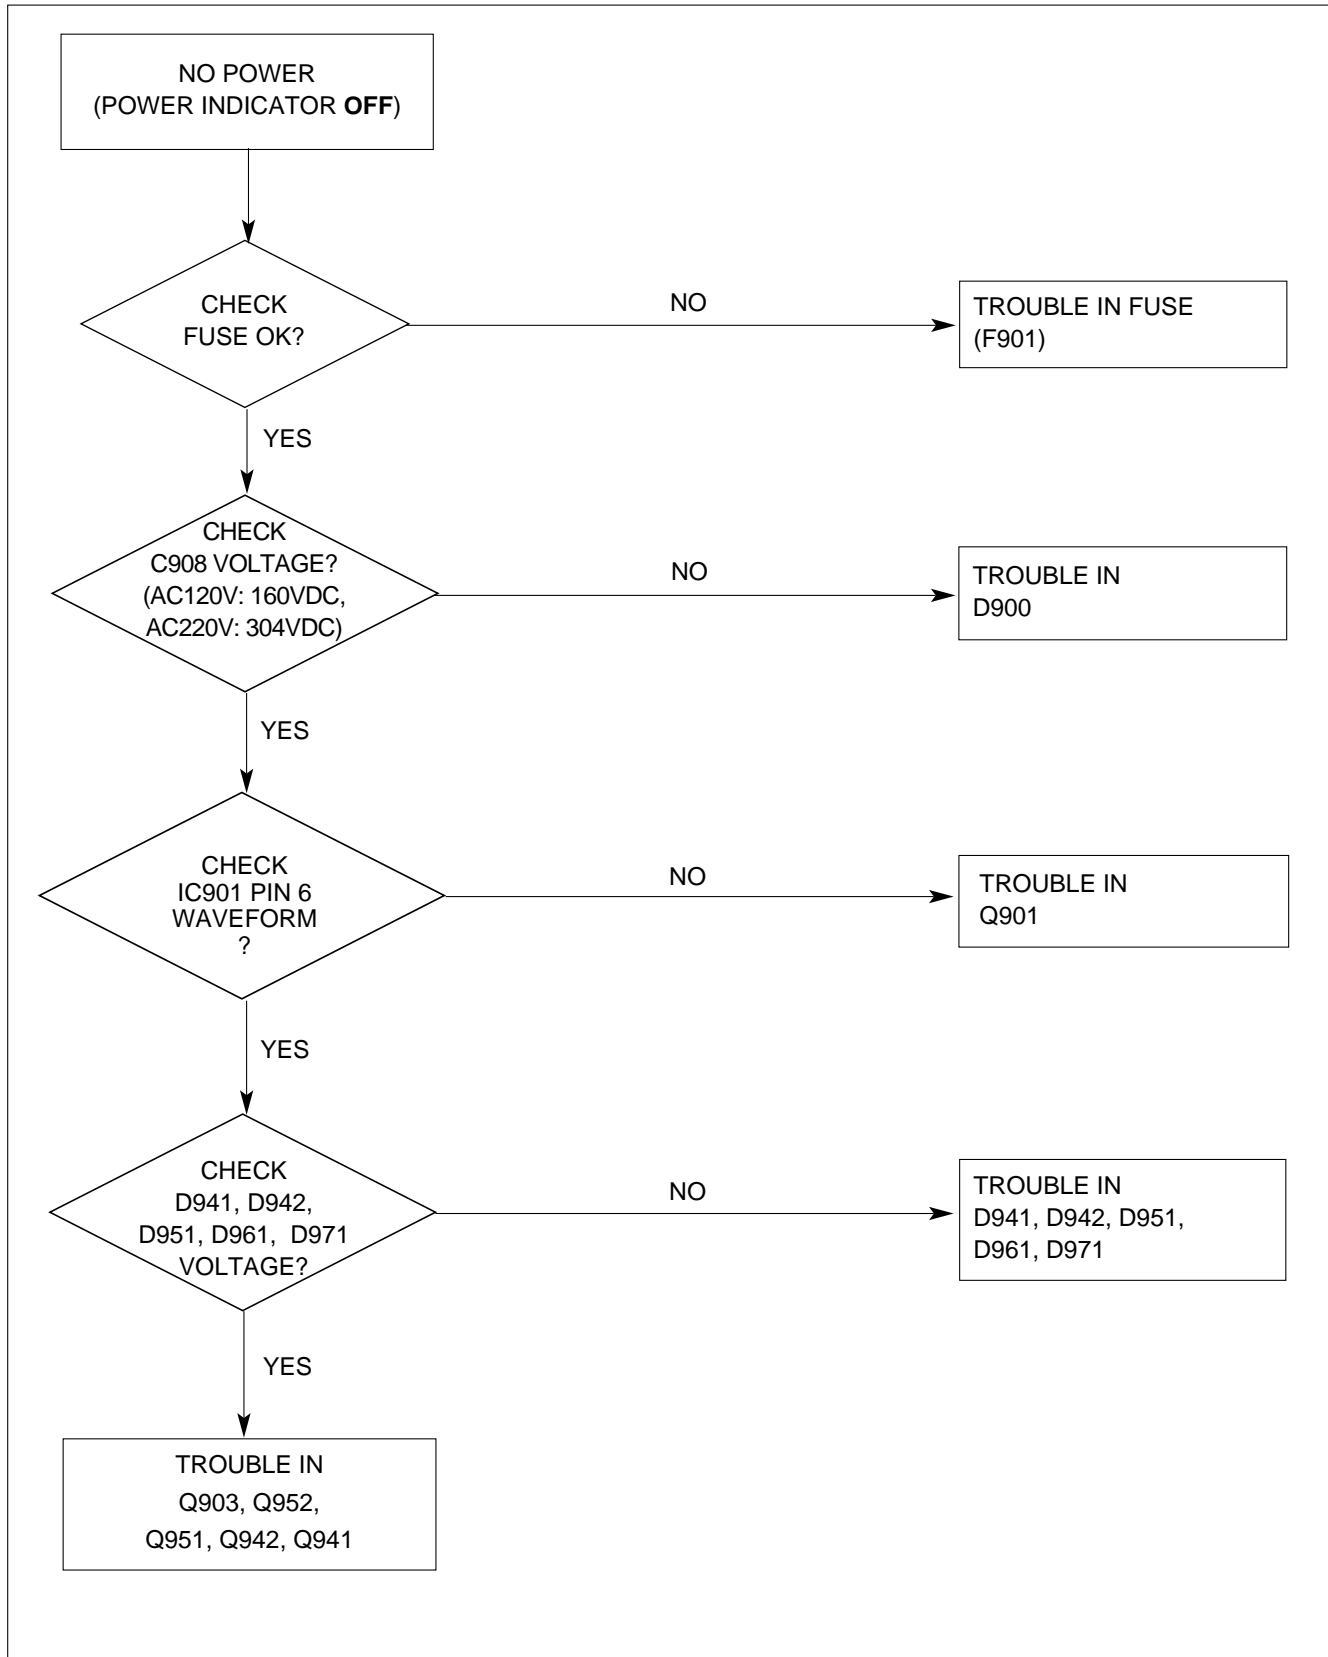 NO POWER
(POWER INDICATOR OFF)
CHECK
FUSE OK?
NO
TROUBLE IN FUSE
(F901)
YES
CHECK
C908 VOLTAGE?
(AC120V: 160VDC,
AC220V: 304VDC)
NO
TROUBLE IN
D900
YES
CHECK
IC901 PIN 6
WAVEFORM
?
NO
TROUBLE IN
Q901
YES
CHECK
D941, D942,
D951, D961, D971
VOLTAGE?
NO
TROUBLE IN
D941, D942, D951,
D961, D971
YES
TROUBLE IN
Q903, Q952,
Q951, Q942, Q941